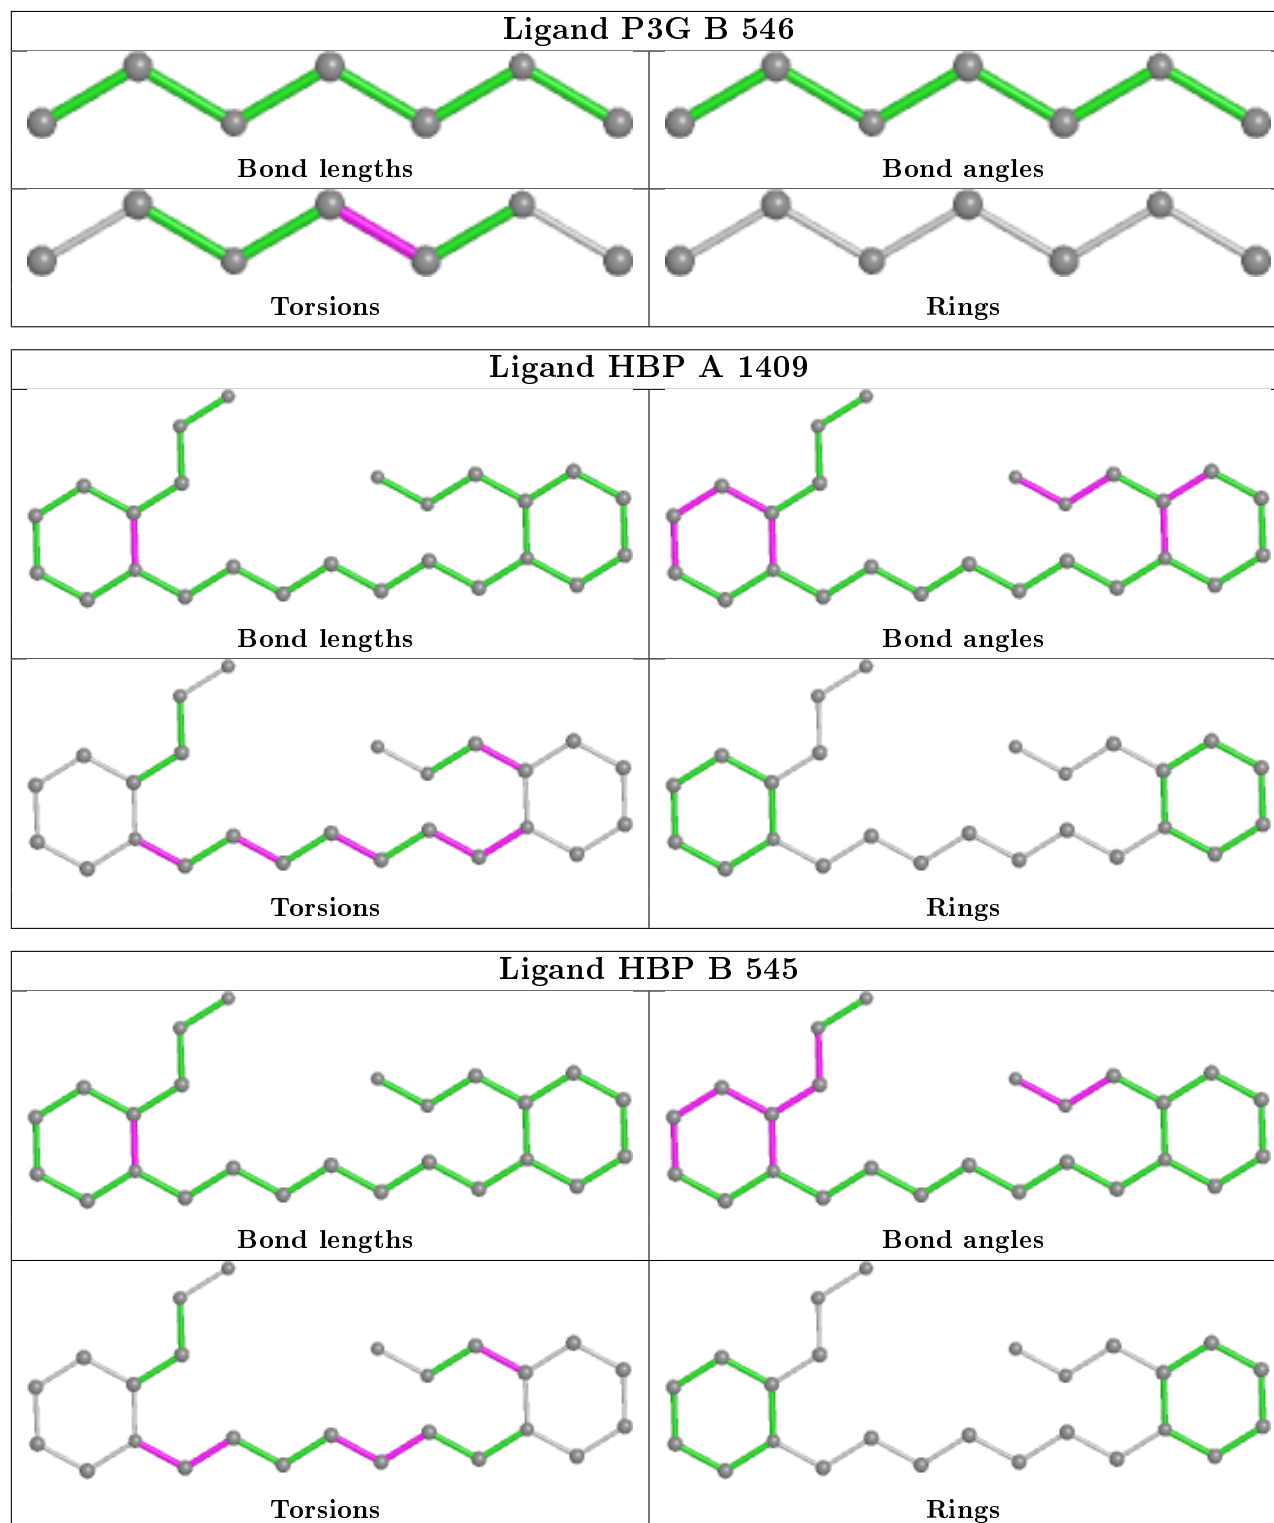 Ligand P3G B 546
Bond lengths
Bond angles
Torsions
Rings
Ligand HBP A 1409
Bond lengths
Bond angles
Torsions
Rings
Ligand HBP B 545
Bond lengths
Bond angles
Torsions
Rings